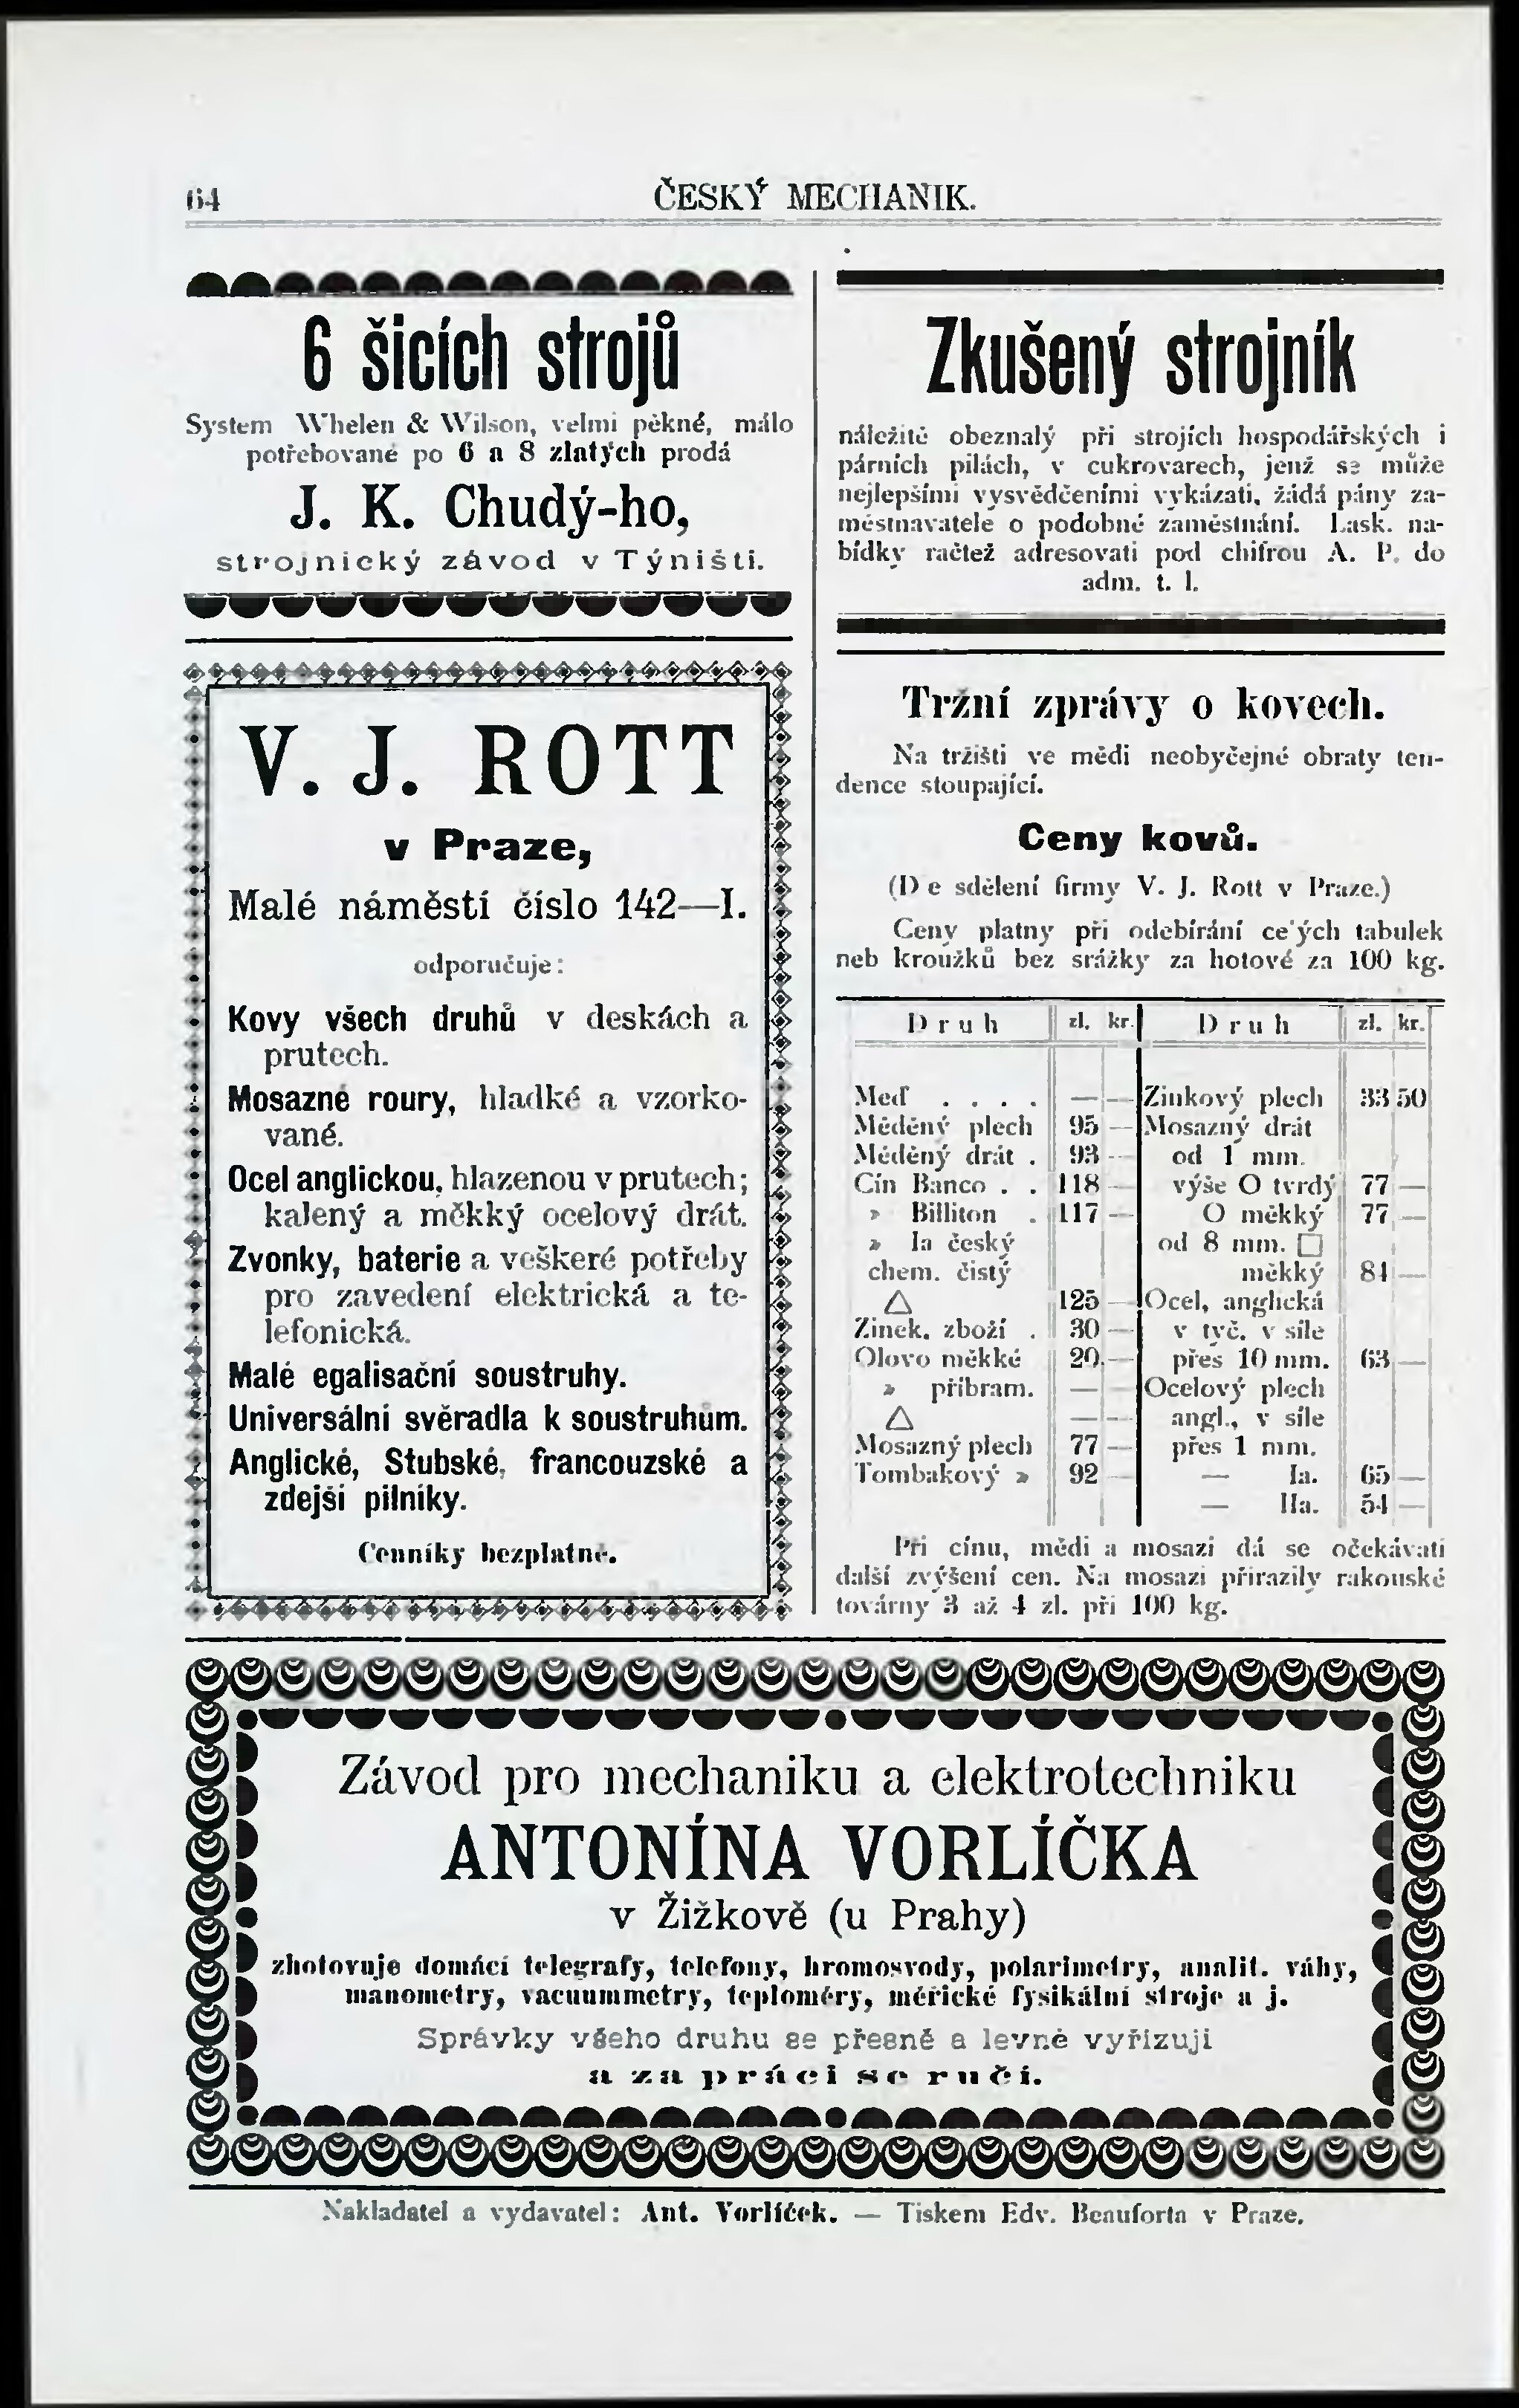 64
ČESKÝ MECHANIK.
6 šicích strojů
System Whelen & Wilson, velmi pěkné, málo
potřebované po 6 a 8 zlatých prodá
J. K. Chudý-ho,
strojnický závod v Týništi.
V. J. ROTT
v Praze,
Malé náměstí číslo 142—I.
odporučuje:
Kovy všech druhů v deskách a
prutech.
Mosazné roury, hladké a vzorko-
vané.
Ocel anglickou, hlazenou v prutech;
kalený a měkký ocelový drát.
Zvonky, baterie a veškeré potřeby
pro zavedení elektrická a te-
lefonická.
Malé egalisační soustruhy.
Universální svěradla k soustruhům.
Anglické, Stubské, francouzské a
zdejší pilníky.
Cenníky bezplatně.
Zkušený strojník
náležitě obeznalý při strojích hospodářských i
párních pilách, v cukrovarech, jenž se může
nejlepšími vysvědčeními vykázati, žádá pány za-
městnavatele o podobné zaměstnání. Lask. na-
bídky račtež adresovati pod chifrou A. P. do
adm. t. l.
Tržní zprávy o kovech.
Na tržišti ve mědi neobyčejné obraty ten-
dence stoupající.
Ceny kovů.
(D e sdělení firmy V. J. Rott v Praze.)
Ceny platny při odebírání ce'ých tabulek
neb kroužků bez srážky za hotové za 100 kg.
Druh zl. kr. Druh zl. kr.
Meď . . . . — — Zinkový plech 33 50
Měděný plech 95 — Mosazný drát
Měděný drát . 93 — od 1 mm.
Cín Banco . . 118 — výše O tvrdý 77 —
» Billiton . 117 — O měkký 77 —
» Ia český od 8 mm. □
chem. čistý měkký 81 —
△ 125 — Ocel, anglická
Zinek. zboží . 30 — v tyč. v síle
Olovo měkké 20.— přes 10 mm. 63 —
» příbram. — Ocelový plech
△ — — angl., v síle
Mosazný plech 77 — přes 1 mm.
Tombakový » 92 — — Ia. 65 —
— IIa. 54 —
Při cínu, mědi a mosazi dá se očekávati
další zvýšení cen. Na mosazi přirazily rakouské
továrny 3 až 4 zl. při 100 kg.
Závod pro mechaniku a elektrotechniku
ANTONÍNA VORLÍČKA
v Žižkově (u Prahy)
zhotovuje domácí telegrafy, telefony, hromosvody, polarimetry, analit. váhy,
manometry, vacuummetry, teploměry, měřické fysikální stroje a j.
Správky všeho druhu se přesně a levně vyřizují
a za práci se ručí.
Nakladatel a vydavatel: Ant. Vorlíček. — Tiskem Edv. Beauforta v Praze.